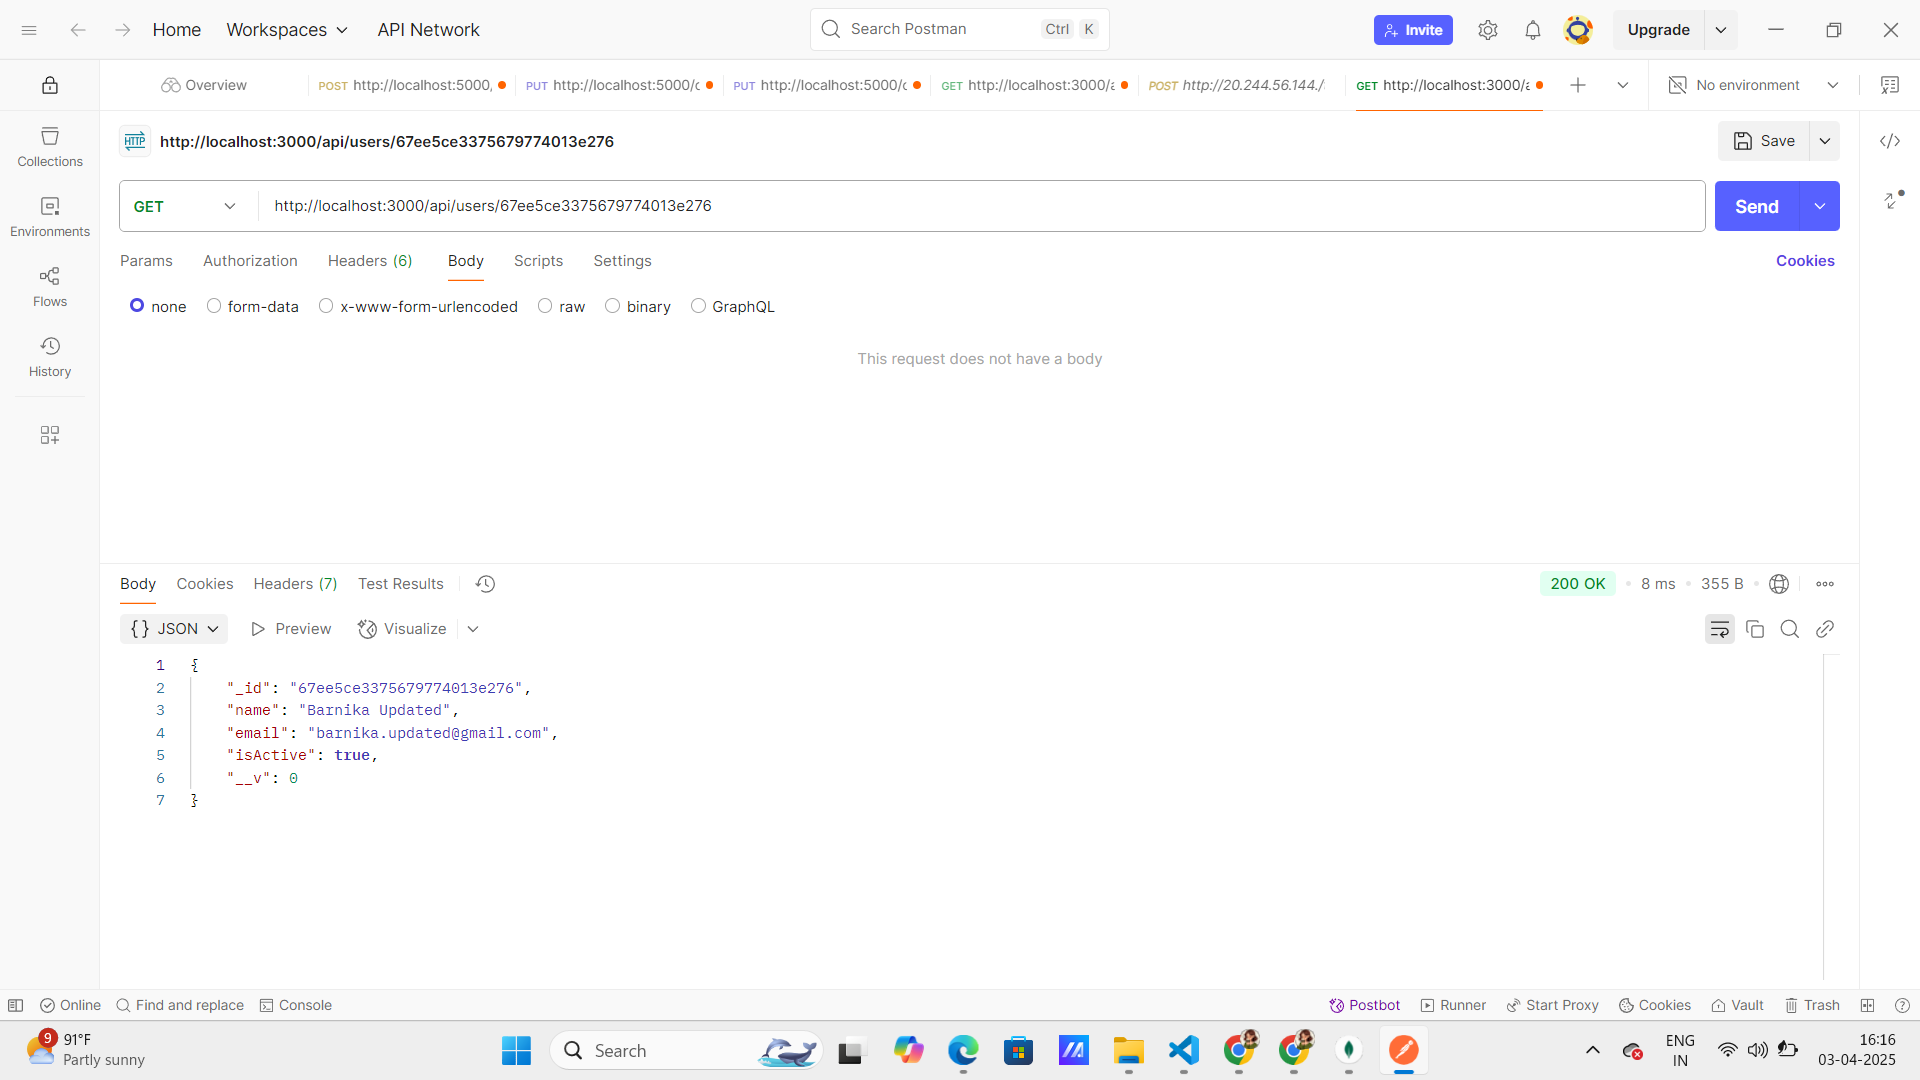 Home Workspaces API Network Search Postman Ctrl K Invite Upgrade
Overview POST http://localhost:5000, PUT http://localhost:5000/c PUT http://localhost:5000/c GET http://localhost:3000/a POST http://20.244.56.144./ GET http://localhost:3000/a No environment
HTTP http://localhost:3000/api/users/67ee5ce3375679774013e276 Save
Collections
GET http://localhost:3000/api/users/67ee5ce3375679774013e276 Send
Environments
Params Authorization Headers (6) Body Scripts Settings Cookies
Flows
none form-data x-www-form-urlencoded raw binary GraphQL
This request does not have a body
History
Body Cookies Headers (7) Test Results 200 OK 8 ms 355 B
{} JSON Preview Visualize
1 {
2 "_id": "67ee5ce3375679774013e276",
3 "name": "Barnika Updated",
4 "email": "barnika.updated@gmail.com",
5 "isActive": true,
6 "__v": 0
7 }
Online Find and replace Console Postbot Runner Start Proxy Cookies Vault Trash
9 91°F
Partly sunny
Search
ENG
IN
16:16
03-04-2025